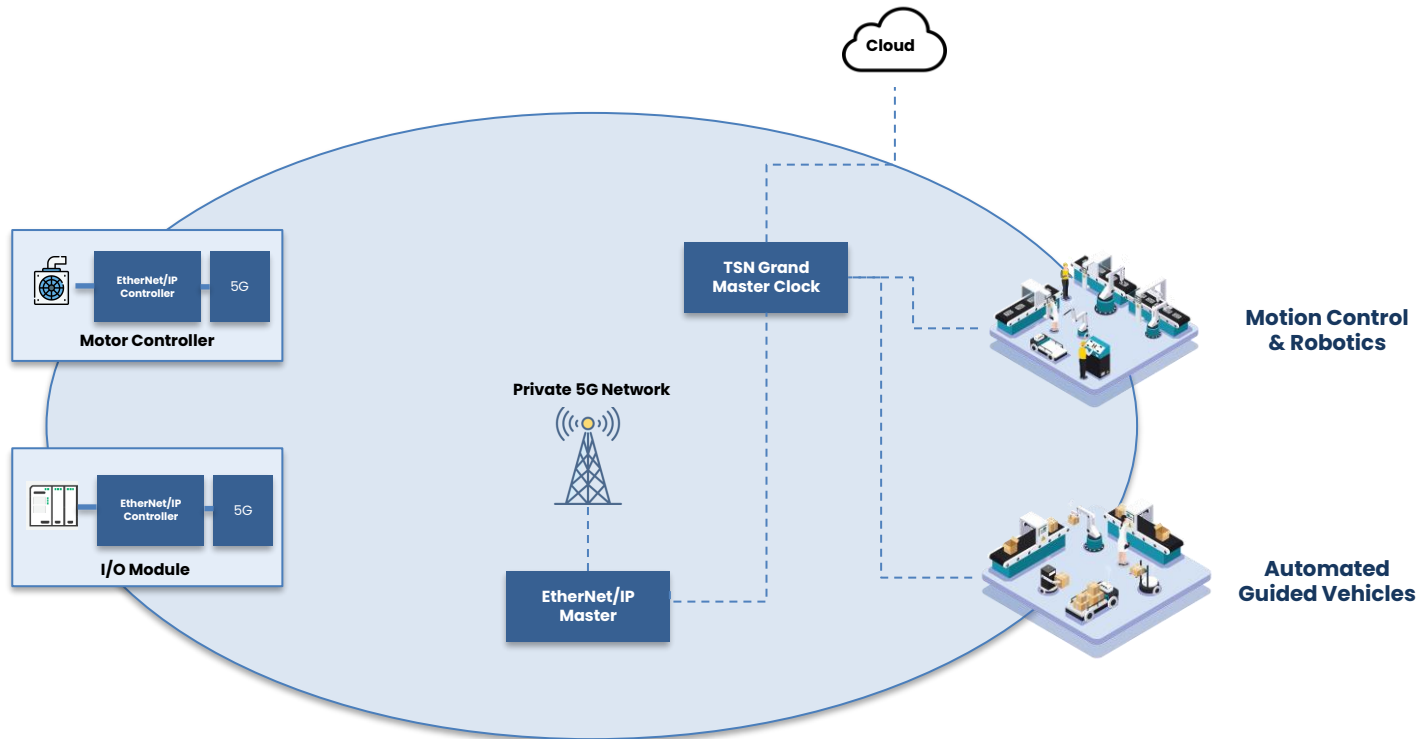 Cloud
EtherNet/IP
Controller
5G
Motor Controller
TSN Grand
Master Clock
Motion Control
& Robotics
Private 5G Network
EtherNet/IP
Controller
5G
I/O Module
EtherNet/IP
Master
Automated
Guided Vehicles